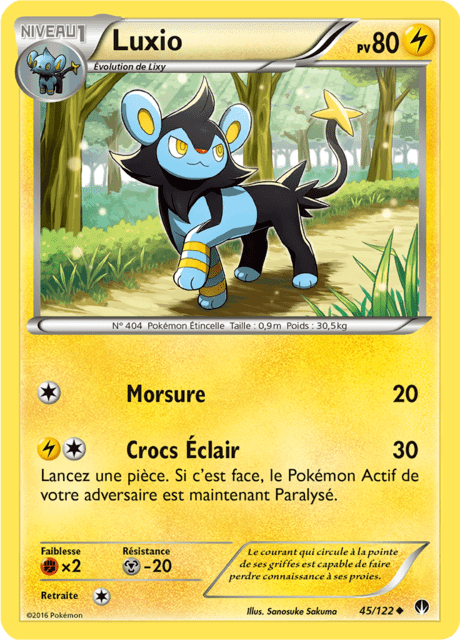 NIVEAU 1
Luxio
PV 80
Évolution de Lixy
N° 404 Pokémon Étincelle Taille : 0,9m Poids : 30,5kg
Morsure 20
Crocs Éclair 30
Lancez une pièce. Si c'est face, le Pokémon Actif de
votre adversaire est maintenant Paralysé.
Faiblesse
×2
Résistance
-20
Retraite
Le courant qui circule à la pointe
de ses griffes est capable de faire
perdre connaissance à ses proies.
©2016 Pokémon
Illus. Sanosuke Sakuma
45/122